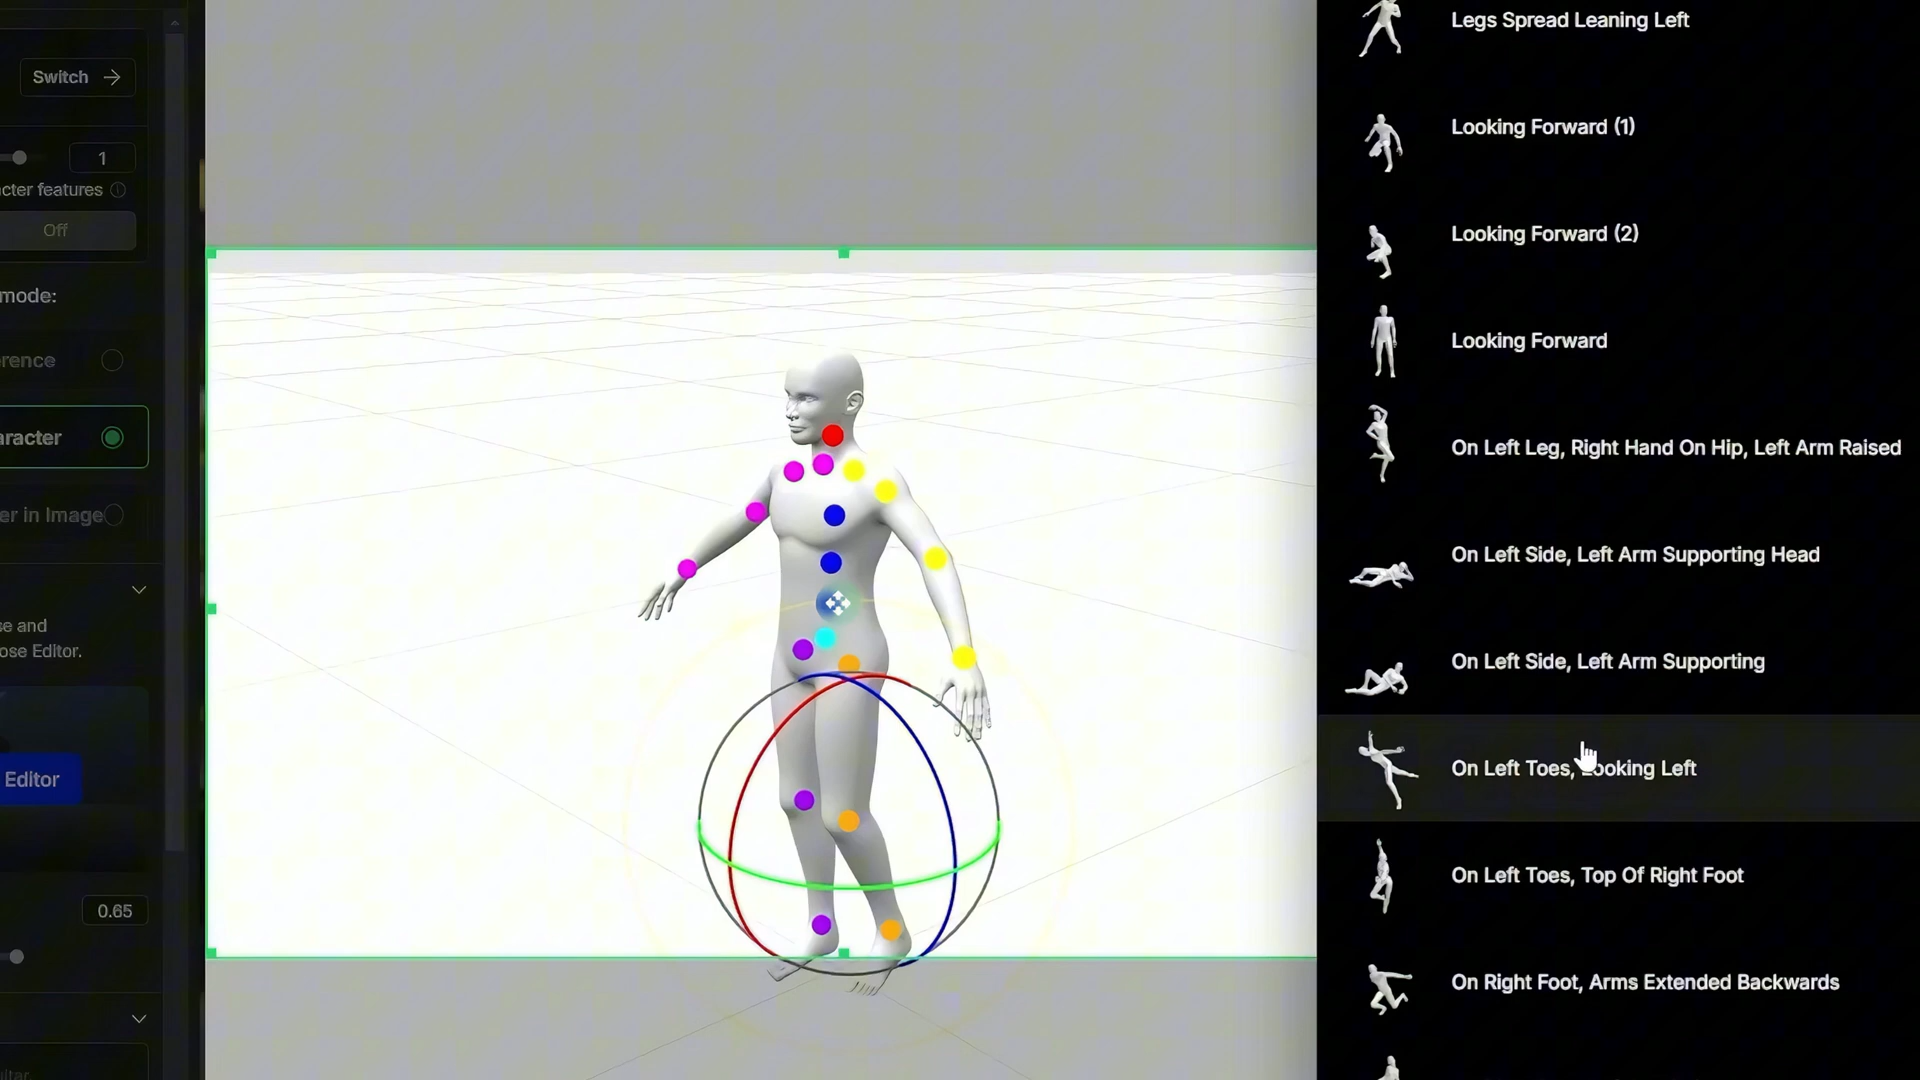 Switch →
1
cter features
Off
mode:
erence
aracter
er in Image
se and
ose Editor.
Editor
0.65
Legs Spread Leaning Left
Looking Forward (1)
Looking Forward (2)
Looking Forward
On Left Leg, Right Hand On Hip, Left Arm Raised
On Left Side, Left Arm Supporting Head
On Left Side, Left Arm Supporting
On Left Toes, Looking Left
On Left Toes, Top Of Right Foot
On Right Foot, Arms Extended Backwards